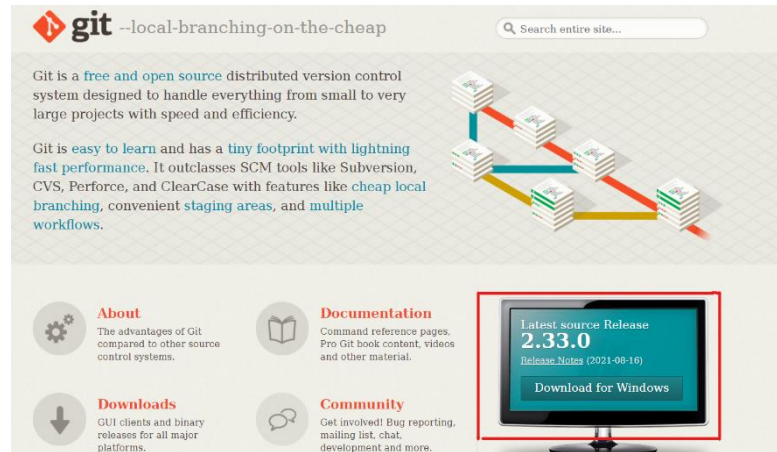 git --local-branching-on-the-cheap
Search entire site...
Git is a free and open source distributed version control
system designed to handle everything from small to very
large projects with speed and efficiency.
Git is easy to learn and has a tiny footprint with lightning
fast performance. It outclasses SCM tools like Subversion,
CVS, Perforce, and ClearCase with features like cheap local
branching, convenient staging areas, and multiple
workflows.
About
The advantages of Git
compared to other source
control systems.
Documentation
Command reference pages,
Pro Git book content, videos
and other material.
Downloads
GUI clients and binary
releases for all major
platforms.
Community
Get involved! Bug reporting,
mailing list, chat,
development and more.
Latest source Release
2.33.0
Release Notes (2021-08-16)
Download for Windows